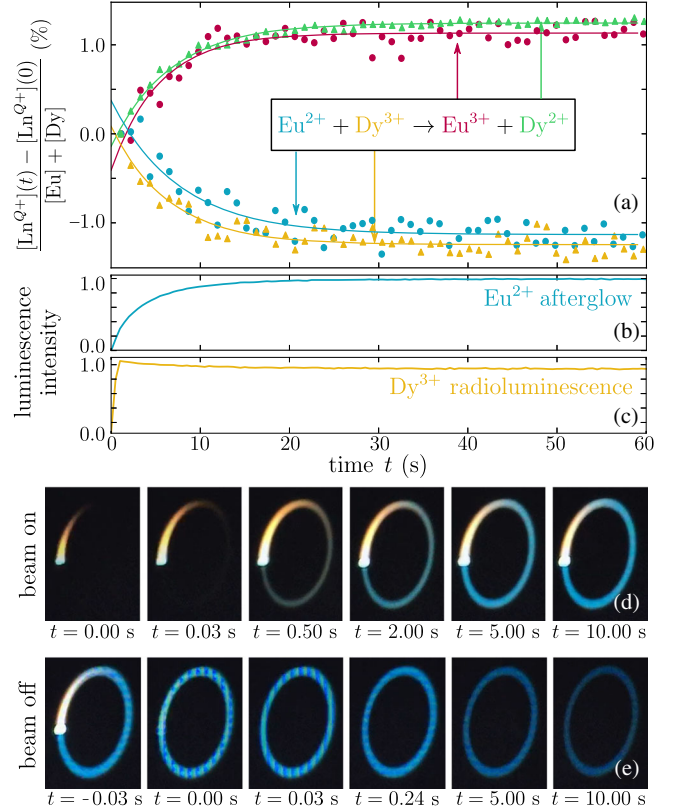 [Ln^{Q+}](t) − [Ln^{Q+}](0) / [Eu] + [Dy] (%)
1.0
0.0
−1.0
Eu²⁺ + Dy³⁺ → Eu³⁺ + Dy²⁺
(a)
luminescence
intensity
1.0
0.0
Eu²⁺ afterglow
(b)
1.0
0.0
Dy³⁺ radioluminescence
(c)
0 10 20 30 40 50 60
time t (s)
beam on
(d)
t = 0.00 s t = 0.03 s t = 0.50 s t = 2.00 s t = 5.00 s t = 10.00 s
beam off
(e)
t = -0.03 s t = 0.00 s t = 0.03 s t = 0.24 s t = 5.00 s t = 10.00 s